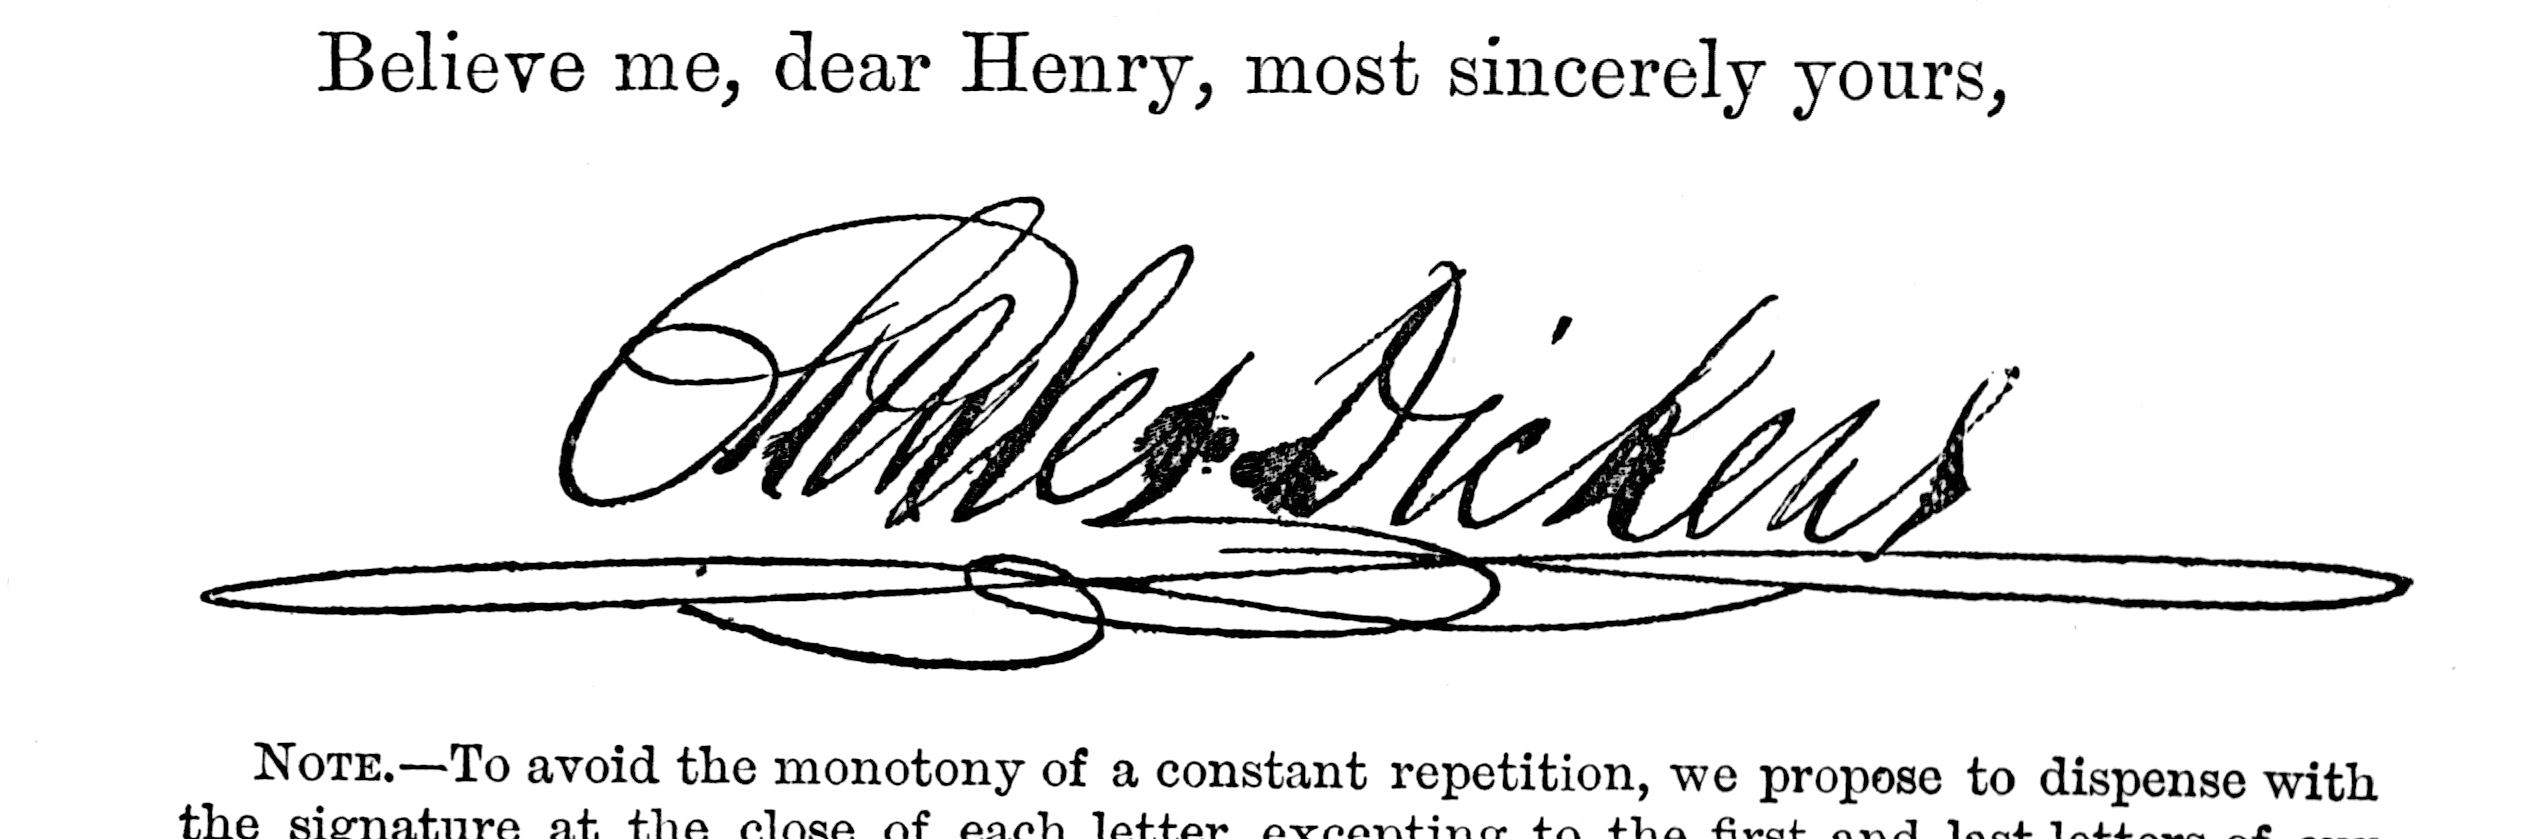 Believe me, dear Henry, most sincerely yours,
Charles Dickens
NOTE.—To avoid the monotony of a constant repetition, we propose to dispense with
the signature at the close of each letter, excepting to the first and last letters of our